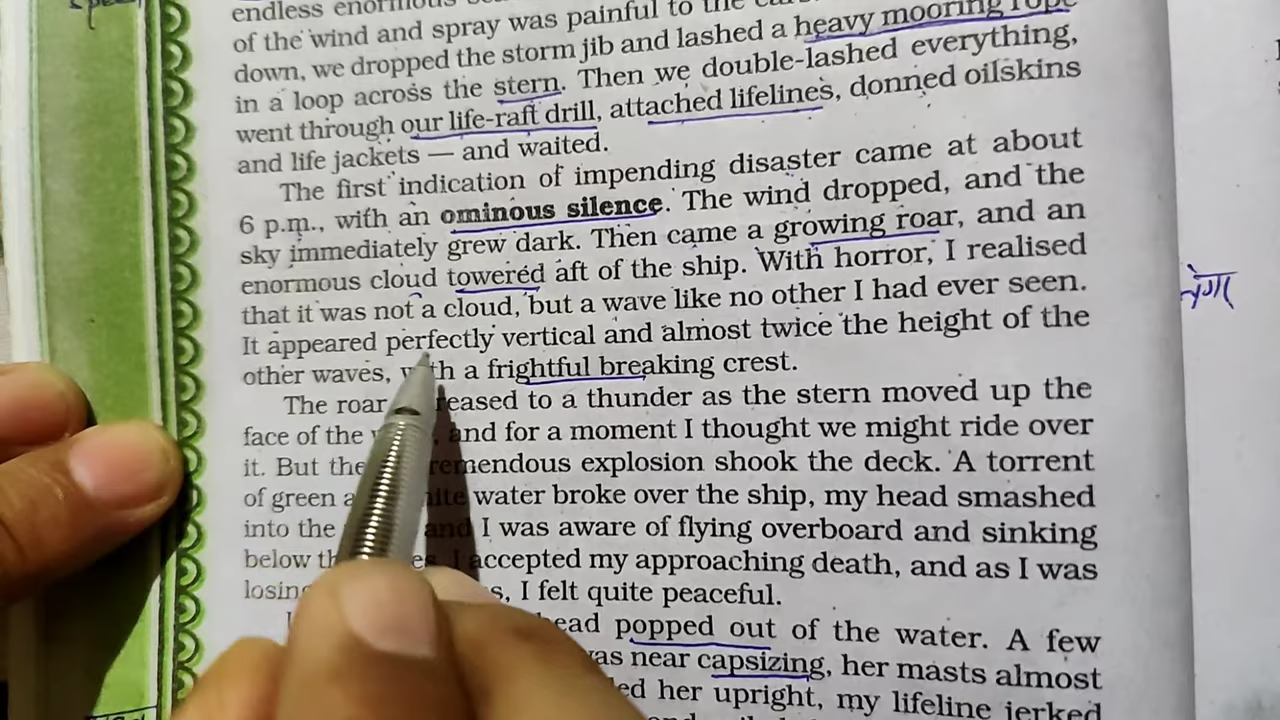 endless enormous
of the wind and spray was painful to the
down, we dropped the storm jib and lashed a heavy mooring rope
in a loop across the stern. Then we double-lashed everything,
went through our life-raft drill, attached lifelines, donned oilskins
and life jackets — and waited.
The first indication of impending disaster came at about
6 p.m., with an ominous silence. The wind dropped, and the
sky immediately grew dark. Then came a growing roar, and an
enormous cloud towered aft of the ship. With horror, I realised
that it was not a cloud, but a wave like no other I had ever seen.
It appeared perfectly vertical and almost twice the height of the
other waves, with a frightful breaking crest.
The roar increased to a thunder as the stern moved up the
face of the and for a moment I thought we might ride over
it. But then tremendous explosion shook the deck. A torrent
of green and white water broke over the ship, my head smashed
into the and I was aware of flying overboard and sinking
below the I accepted my approaching death, and as I was
losing I felt quite peaceful.
head popped out of the water. A few
was near capsizing, her masts almost
her upright, my lifeline jerked